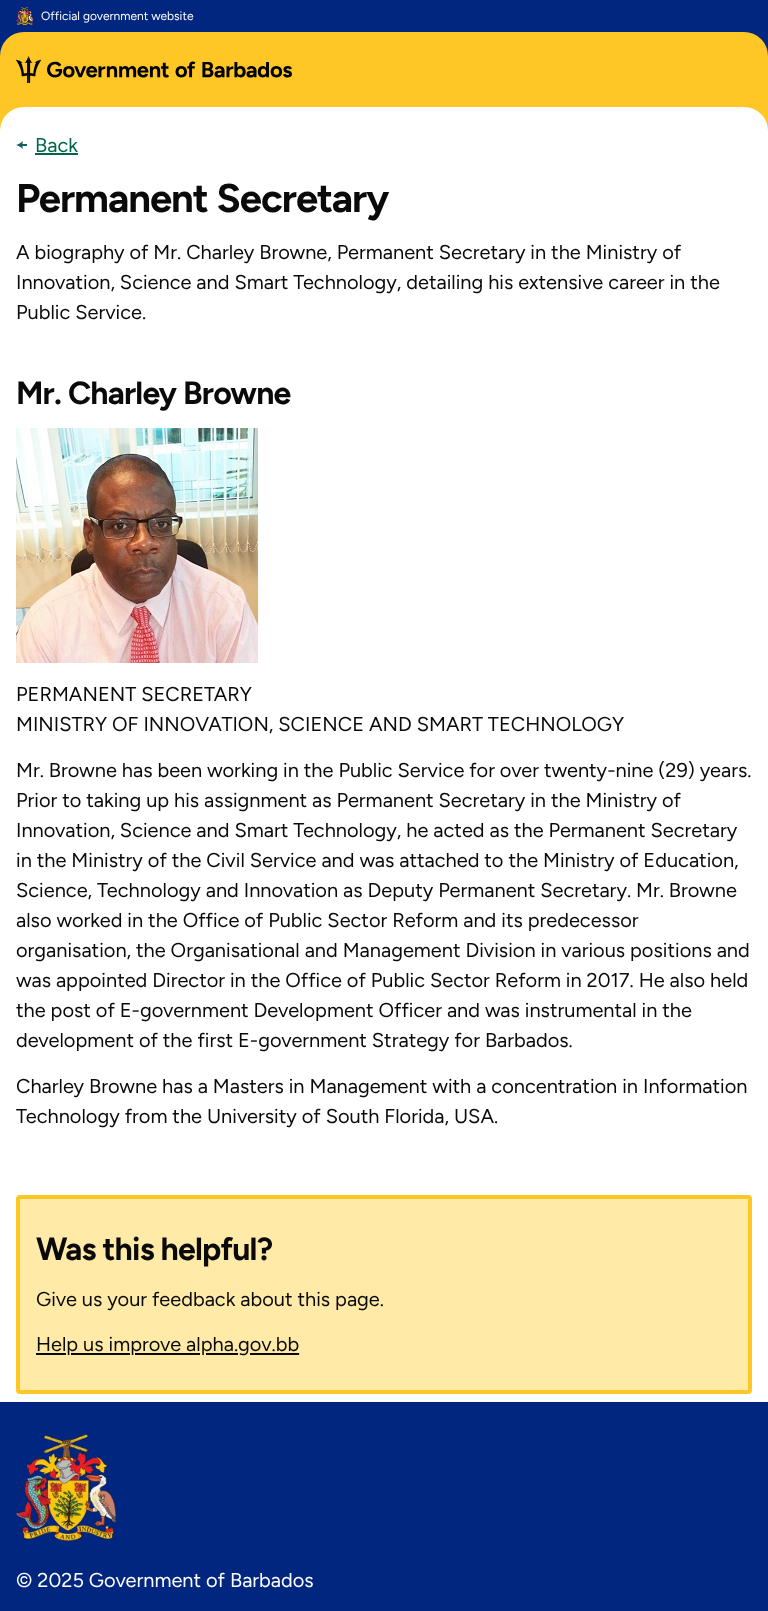 Official government website
Government of Barbados
Back
Permanent Secretary
A biography of Mr. Charley Browne, Permanent Secretary in the Ministry of
Innovation, Science and Smart Technology, detailing his extensive career in the
Public Service.
Mr. Charley Browne
PERMANENT SECRETARY
MINISTRY OF INNOVATION, SCIENCE AND SMART TECHNOLOGY
Mr. Browne has been working in the Public Service for over twenty-nine (29) years.
Prior to taking up his assignment as Permanent Secretary in the Ministry of
Innovation, Science and Smart Technology, he acted as the Permanent Secretary
in the Ministry of the Civil Service and was attached to the Ministry of Education,
Science, Technology and Innovation as Deputy Permanent Secretary. Mr. Browne
also worked in the Office of Public Sector Reform and its predecessor
organisation, the Organisational and Management Division in various positions and
was appointed Director in the Office of Public Sector Reform in 2017. He also held
the post of E-government Development Officer and was instrumental in the
development of the first E-government Strategy for Barbados.
Charley Browne has a Masters in Management with a concentration in Information
Technology from the University of South Florida, USA.
Was this helpful?
Give us your feedback about this page.
Help us improve alpha.gov.bb
PRIDE AND INDUSTRY
© 2025 Government of Barbados